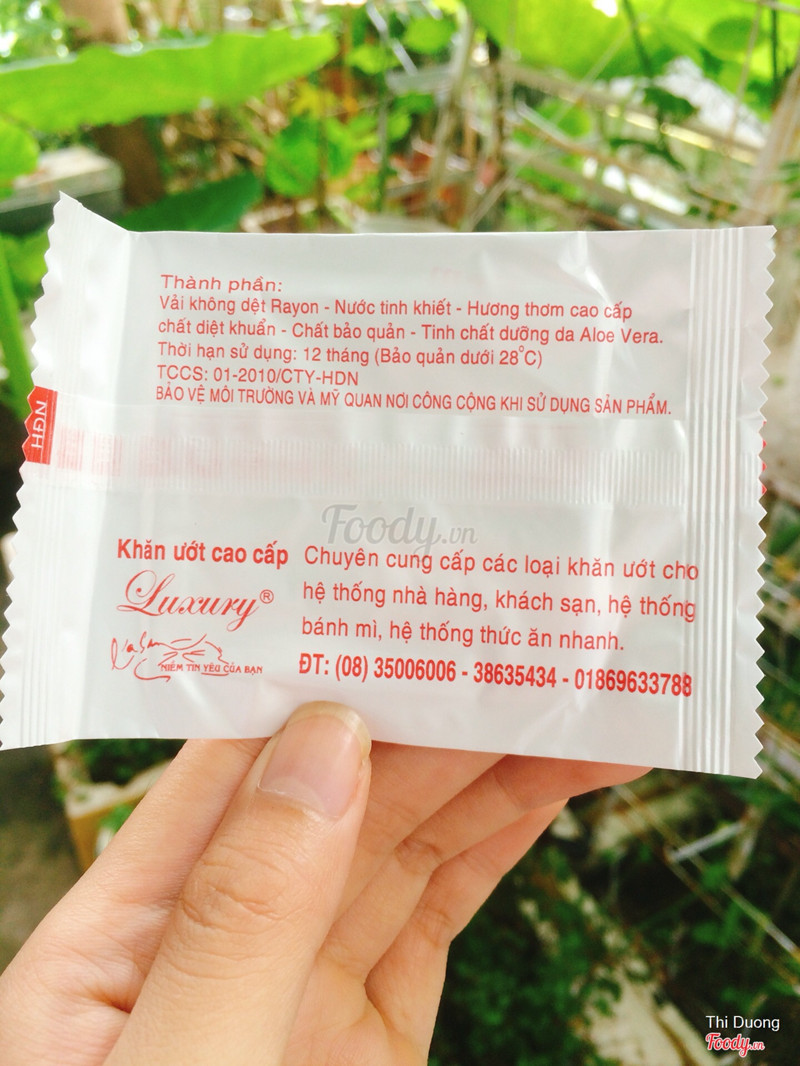 Thành phần:
Vải không dệt Rayon - Nước tinh khiết - Hương thơm cao cấp
chất diệt khuẩn - Chất bảo quản - Tinh chất dưỡng da Aloe Vera.
Thời hạn sử dụng: 12 tháng (Bảo quản dưới 28°C)
TCCS: 01-2010/CTY-HDN
BẢO VỆ MÔI TRƯỜNG VÀ MỸ QUAN NƠI CÔNG CỘNG KHI SỬ DỤNG SẢN PHẨM.
HĐN
Foody.vn
Khăn ướt cao cấp
Luxury®
NIỀM TIN YÊU CỦA BẠN
Chuyên cung cấp các loại khăn ướt cho
hệ thống nhà hàng, khách sạn, hệ thống
bánh mì, hệ thống thức ăn nhanh.
ĐT: (08) 35006006 - 38635434 - 01869633788
Thi Duong
Foody.vn